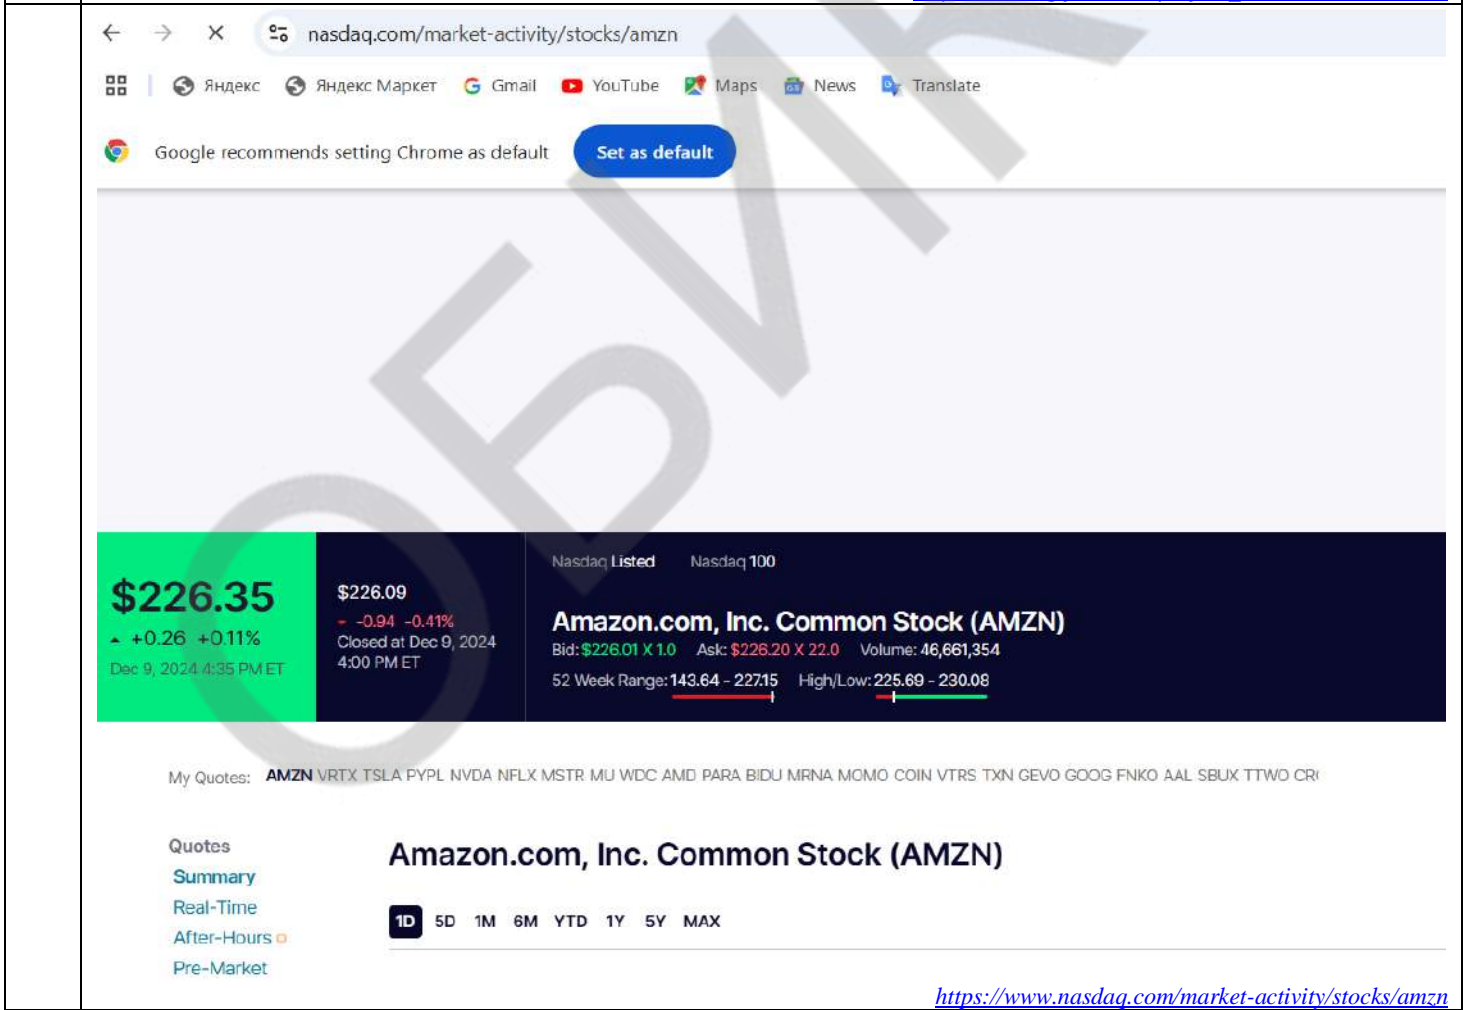 nasdaq.com/market-activity/stocks/amzn
Яндекс Яндекс Маркет Gmail YouTube Maps News Translate
Google recommends setting Chrome as default Set as default
ОБИК
Nasdaq Listed Nasdaq 100
$226.35
+0.26 +0.11%
Dec 9, 2024 4:35 PM ET
$226.09
-0.94 -0.41%
Closed at Dec 9, 2024
4:00 PM ET
Amazon.com, Inc. Common Stock (AMZN)
Bid: $226.01 X 1.0 Ask: $226.20 X 22.0 Volume: 46,661,354
52 Week Range: 143.64 - 227.15 High/Low: 225.69 - 230.08
My Quotes: AMZN VRTX TSLA PYPL NVDA NFLX MSTR MU WDC AMD PARA BIDU MRNA MOMO COIN VTRS TXN GEVO GOOG FNKO AAL SBUX TTWO
Quotes
Summary
Real-Time
After-Hours
Pre-Market
Amazon.com, Inc. Common Stock (AMZN)
1D 5D 1M 6M YTD 1Y 5Y MAX
https://www.nasdaq.com/market-activity/stocks/amzn